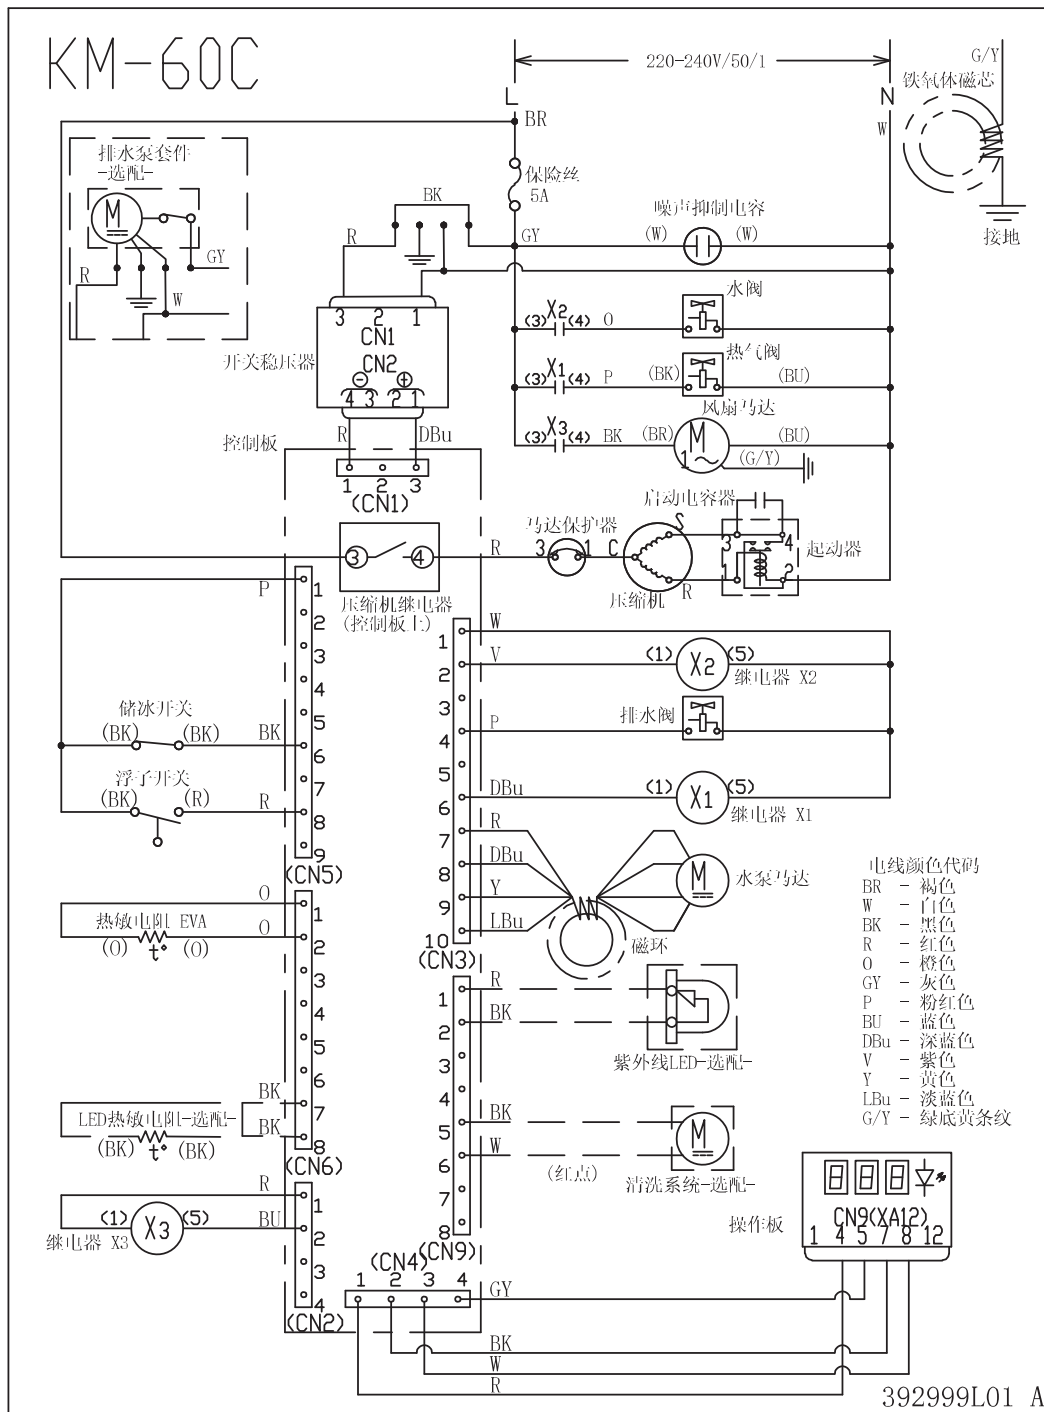 KM-60C
220-240V/50/1
G/Y
铁氧体磁芯
L
N
BR
W
排水泵套件
-选配-
M
GY
R
W
保险丝
5A
BK
R
GY
噪声抑制电容
(W)
(W)
接地
3 2 1
CN1
CN2
4 3 2 1
开关稳压器
水阀
(3) X2 (4) O
热气阀
(3) X1 (4) P
(BK)
(BU)
风扇马达
(3) X3 (4) BK
(BR)
M
1
(BU)
(G/Y)
R
DBu
控制板
1 2 3
(CN1)
启动电容器
马达保护器
3 4
R
3 1 C
S
R
压缩机
3 4
1 2
起动器
压缩机继电器
(控制板上)
P
1
2
3
4
5
6
7
8
9
(CN5)
储冰开关
(BK)
(BK)
BK
浮子开关
(BK)
(R)
R
W
V
P
DBu
R
DBu
Y
LBu
1
2
3
4
5
6
7
8
9
10
(CN3)
(1) X2 (5)
继电器 X2
排水阀
(1) X1 (5)
继电器 X1
M
水泵马达
磁环
O
O
热敏电阻 EVA
(O)
t°
(O)
1
2
3
4
5
6
7
8
(CN6)
BK
BK
LED热敏电阻-选配-
(BK)
t°
(BK)
R
BK
紫外线LED-选配-
BK
W
(红点)
M
清洗系统-选配-
1
2
3
4
5
6
7
8
(CN9)
R
BU
(1) X3 (5)
继电器 X3
1
2
3
4
(CN2)
(CN4)
1 2 3 4
GY
BK
W
R
操作板
888
CN9(XA12)
1 4 5 7 8 12
电线颜色代码
BR - 褐色
W - 白色
BK - 黑色
R - 红色
O - 橙色
GY - 灰色
P - 粉红色
BU - 蓝色
DBu - 深蓝色
V - 紫色
Y - 黄色
LBu - 淡蓝色
G/Y - 绿底黄条纹
392999L01 A